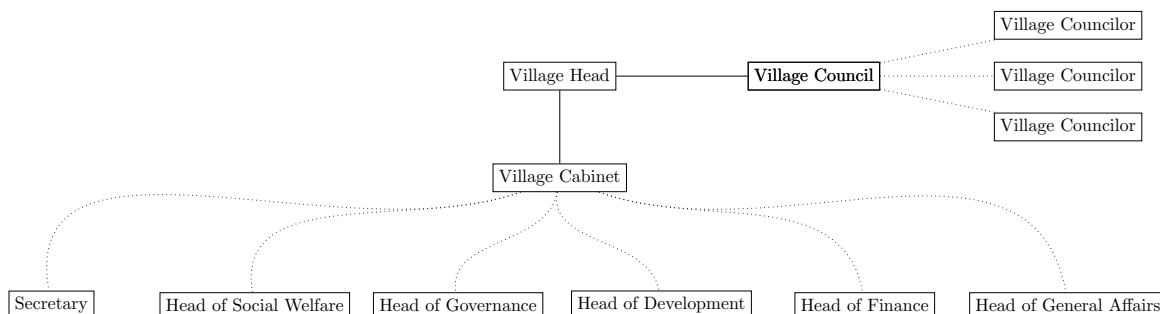 Village Councilor
Village Head
Village Council
Village Councilor
Village Councilor
Village Cabinet
Secretary
Head of Social Welfare
Head of Governance
Head of Development
Head of Finance
Head of General Affairs